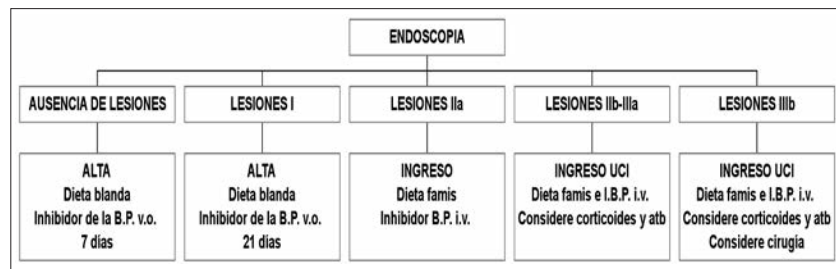 ENDOSCOPIA
AUSENCIA DE LESIONES
LESIONES I
LESIONES IIa
LESIONES IIb-IIIa
LESIONES IIIb
ALTA
Dieta blanda
Inhibidor de la B.P. v.o.
7 días
ALTA
Dieta blanda
Inhibidor de la B.P. v.o.
21 días
INGRESO
Dieta famis
Inhibidor B.P. i.v.
INGRESO UCI
Dieta famis e I.B.P. i.v.
Considere corticoides y atb
INGRESO UCI
Dieta famis e I.B.P. i.v.
Considere corticoides y atb
Considere cirugía